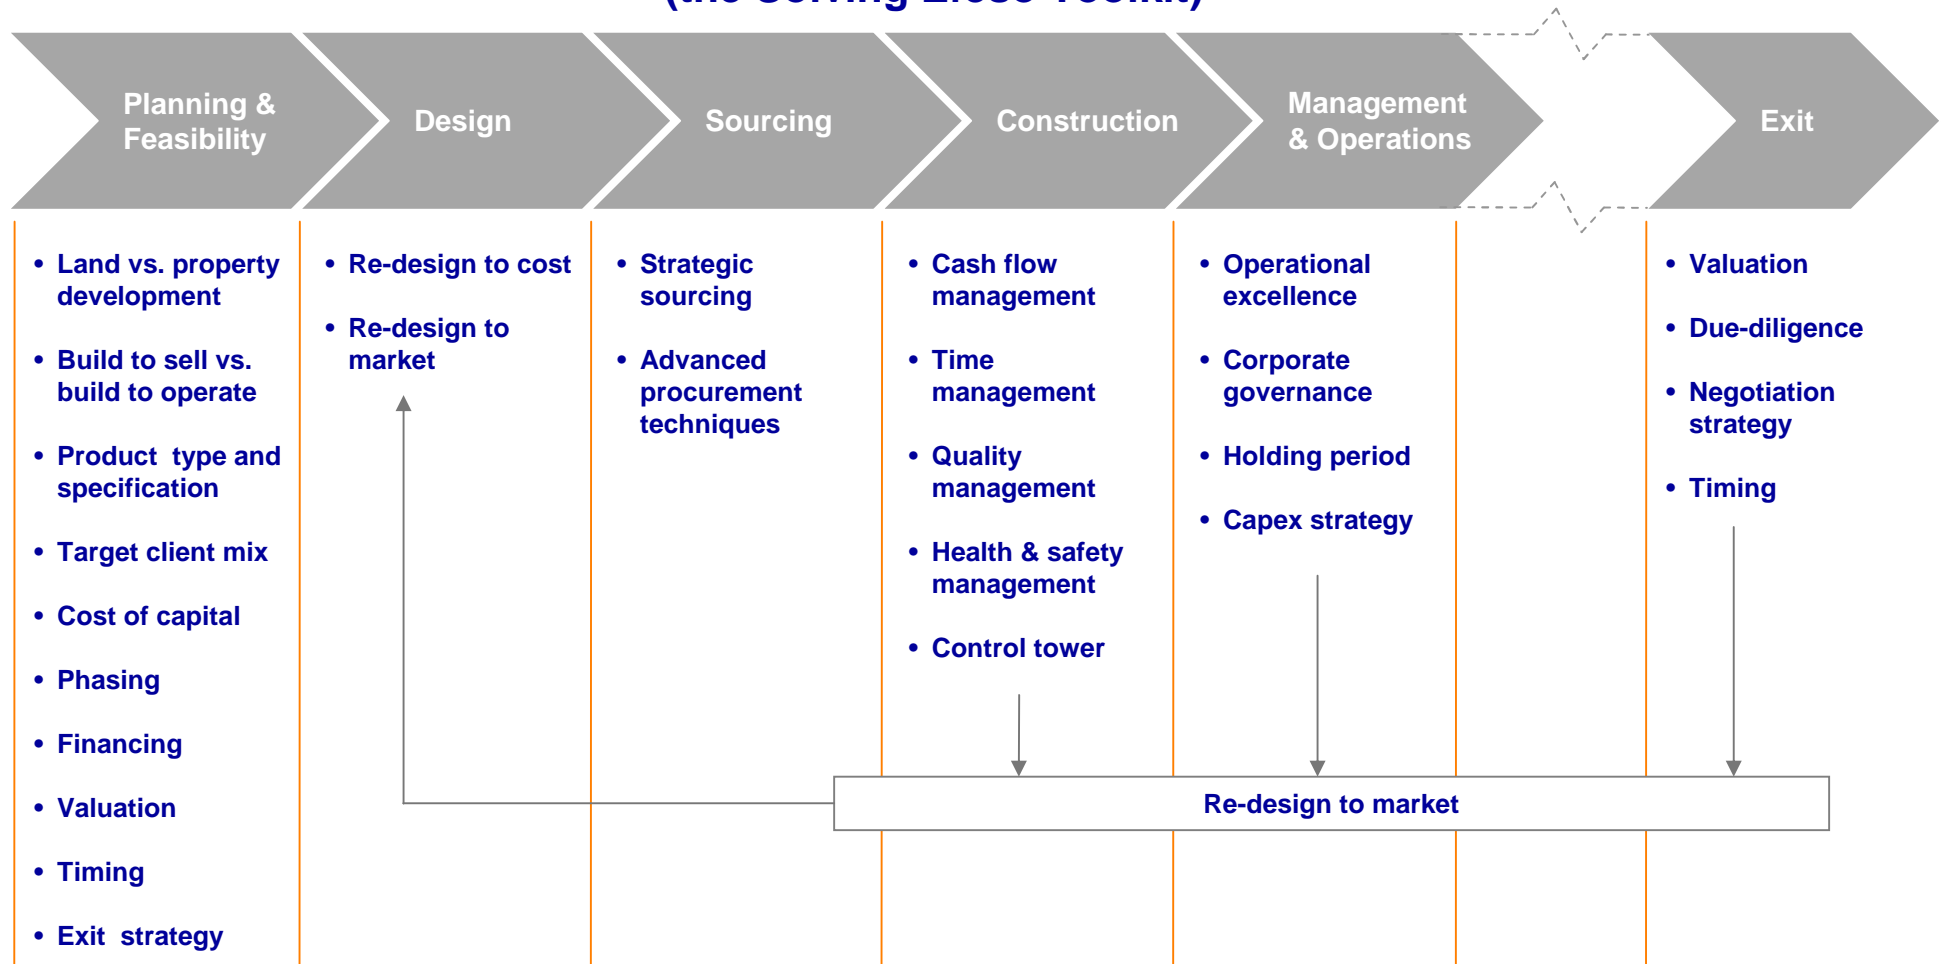 Planning &
Feasibility
Design
Sourcing
Construction
Management
& Operations
Exit
• Land vs. property
development
• Build to sell vs.
build to operate
• Product type and
specification
• Target client mix
• Cost of capital
• Phasing
• Financing
• Valuation
• Timing
• Exit strategy
• Re-design to cost
• Re-design to
market
• Strategic
sourcing
• Advanced
procurement
techniques
• Cash flow
management
• Time
management
• Quality
management
• Health & safety
management
• Control tower
• Operational
excellence
• Corporate
governance
• Holding period
• Capex strategy
• Valuation
• Due-diligence
• Negotiation
strategy
• Timing
Re-design to market